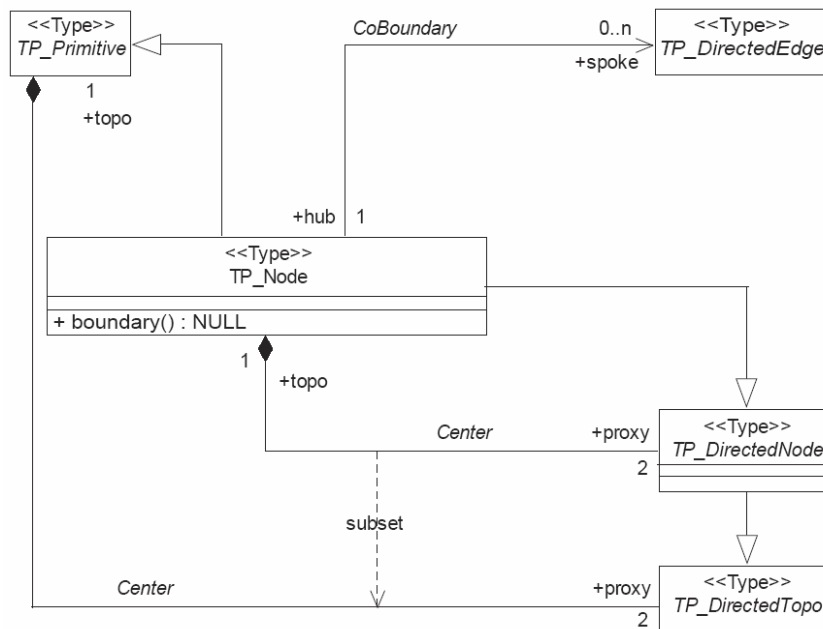 <<Type>>
TP_Primitive
CoBoundary
0..n
<<Type>>
TP_DirectedEdge
1
+topo
+spoke
+hub 1
<<Type>>
TP_Node
+ boundary() : NULL
1
+topo
Center
+proxy
2
<<Type>>
TP_DirectedNode
subset
Center
+proxy
2
<<Type>>
TP_DirectedTopo